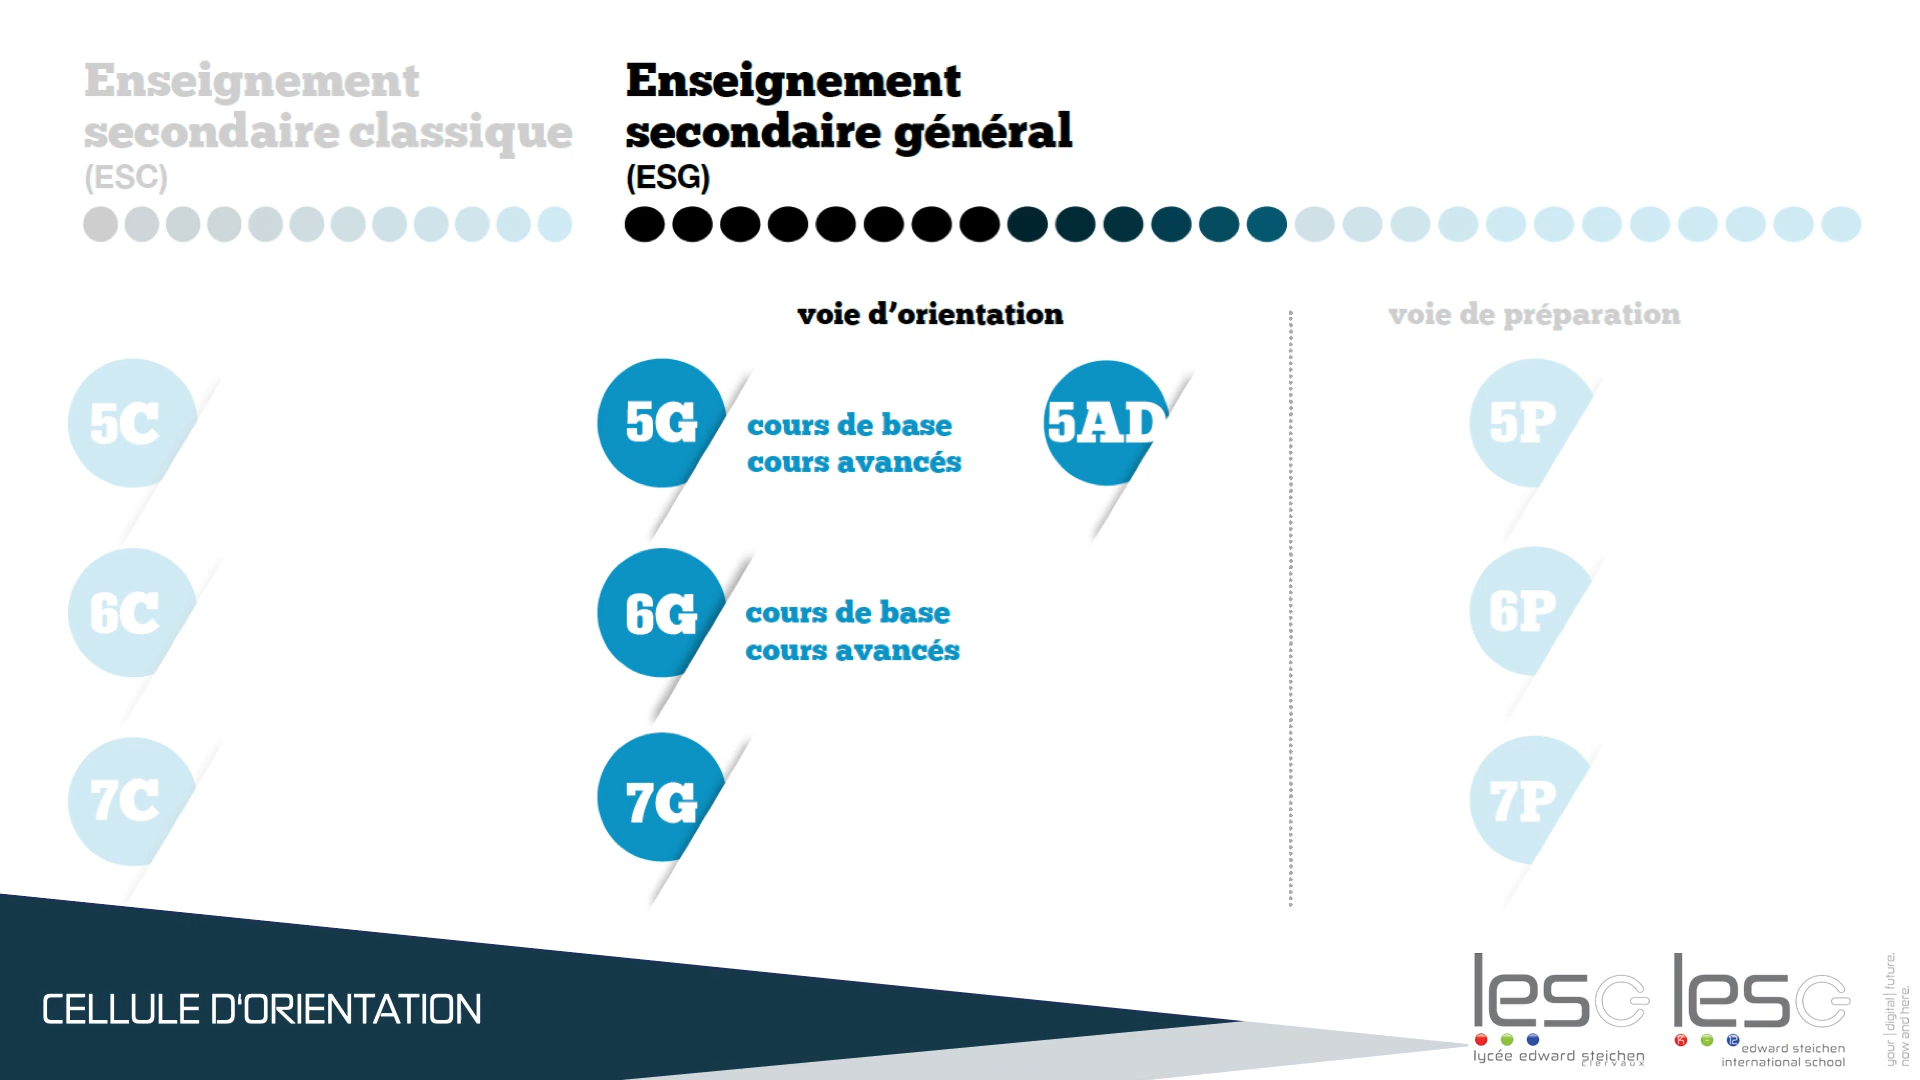 Enseignement
secondaire classique
(ESC)
Enseignement
secondaire général
(ESG)
voie d'orientation
voie de préparation
5C
5G
cours de base
cours avancés
5AD
5P
6C
6G
cours de base
cours avancés
6P
7C
7G
7P
CELLULE D'ORIENTATION
lesc
lycée edward steichen
clervaux
lesc
edward steichen
international school
your | digital | future.
now and here.